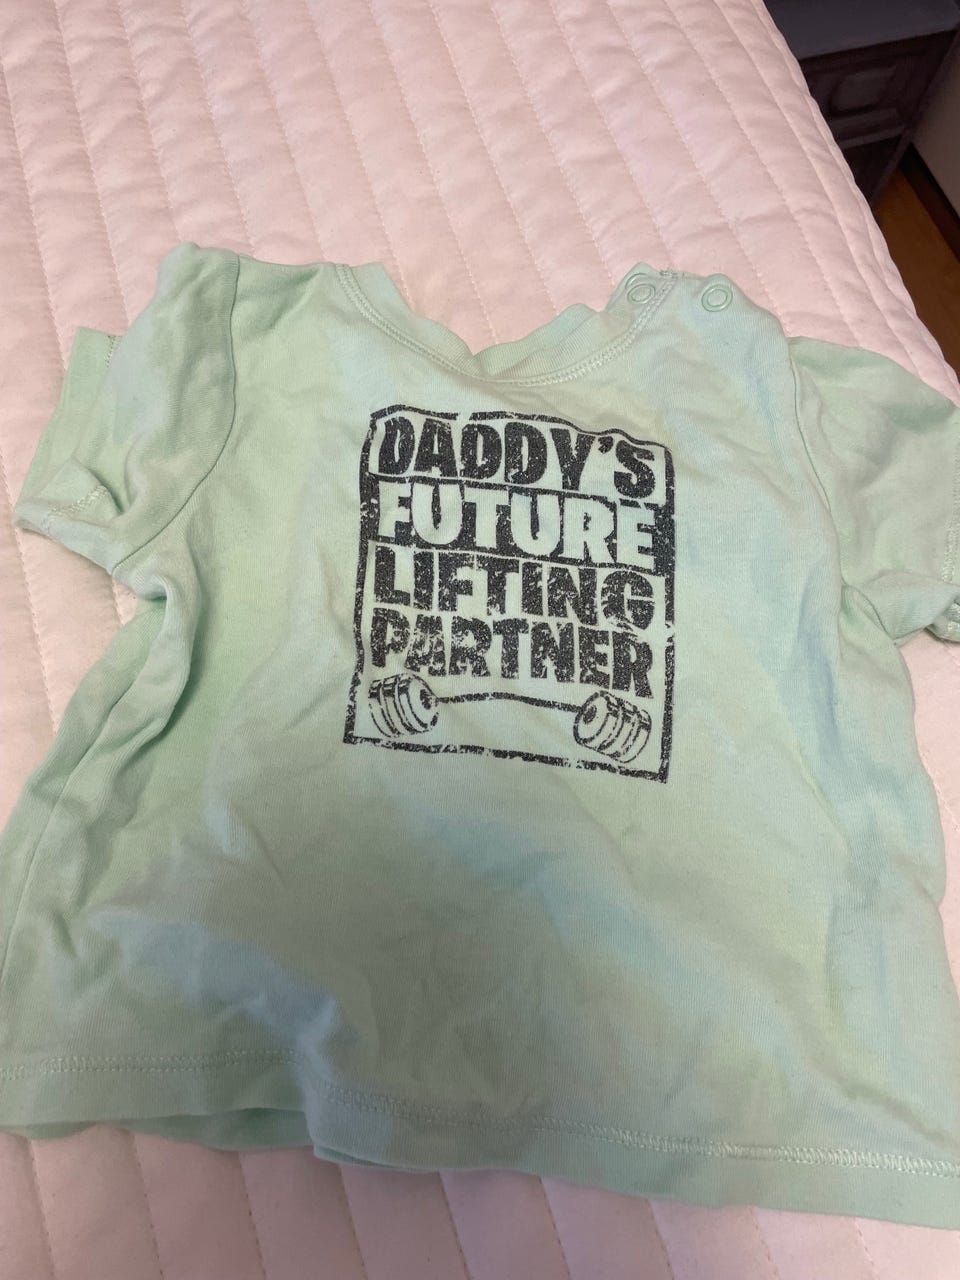 DADDY'S
FUTURE
LIFTING
PARTNER